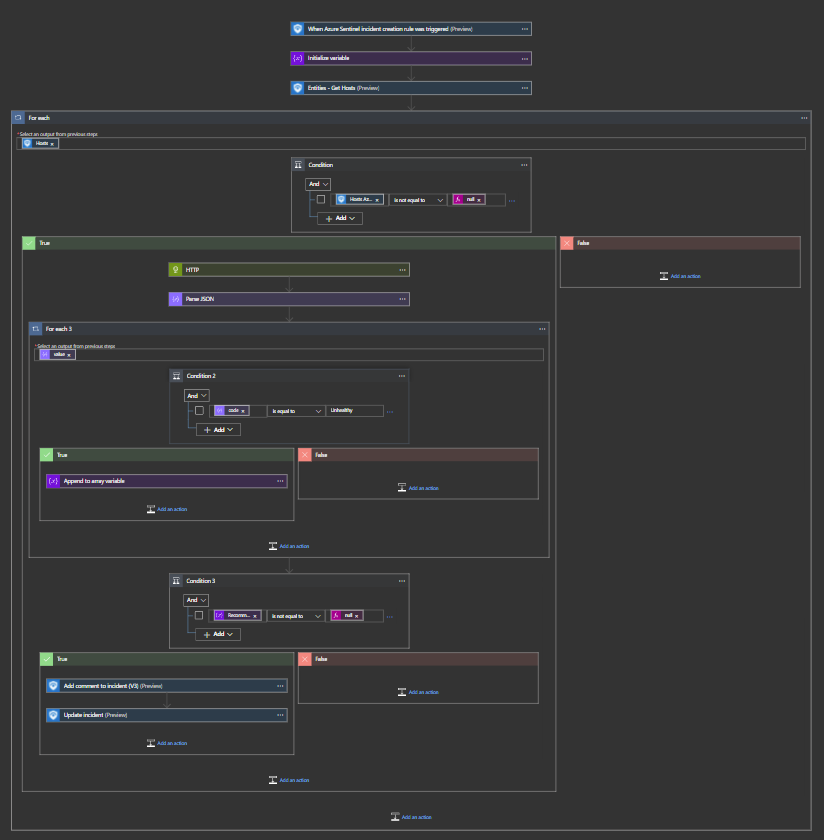 When Azure Sentinel incident creation rule was triggered (Preview)
Initialize variable
Entities - Get Hosts (Preview)
For each
* Select an output from previous steps
Hosts
Condition
And
Hosts Az... is not equal to null
Add
True
False
Add an action
HTTP
Parse JSON
For each 3
* Select an output from previous steps
value
Condition 2
And
code is equal to Unhealthy
Add
True
False
Append to array variable
Add an action
Add an action
Add an action
Condition 3
And
Recomm... is not equal to null
Add
True
False
Add comment to incident (V3) (Preview)
Add an action
Update incident (Preview)
Add an action
Add an action
Add an action